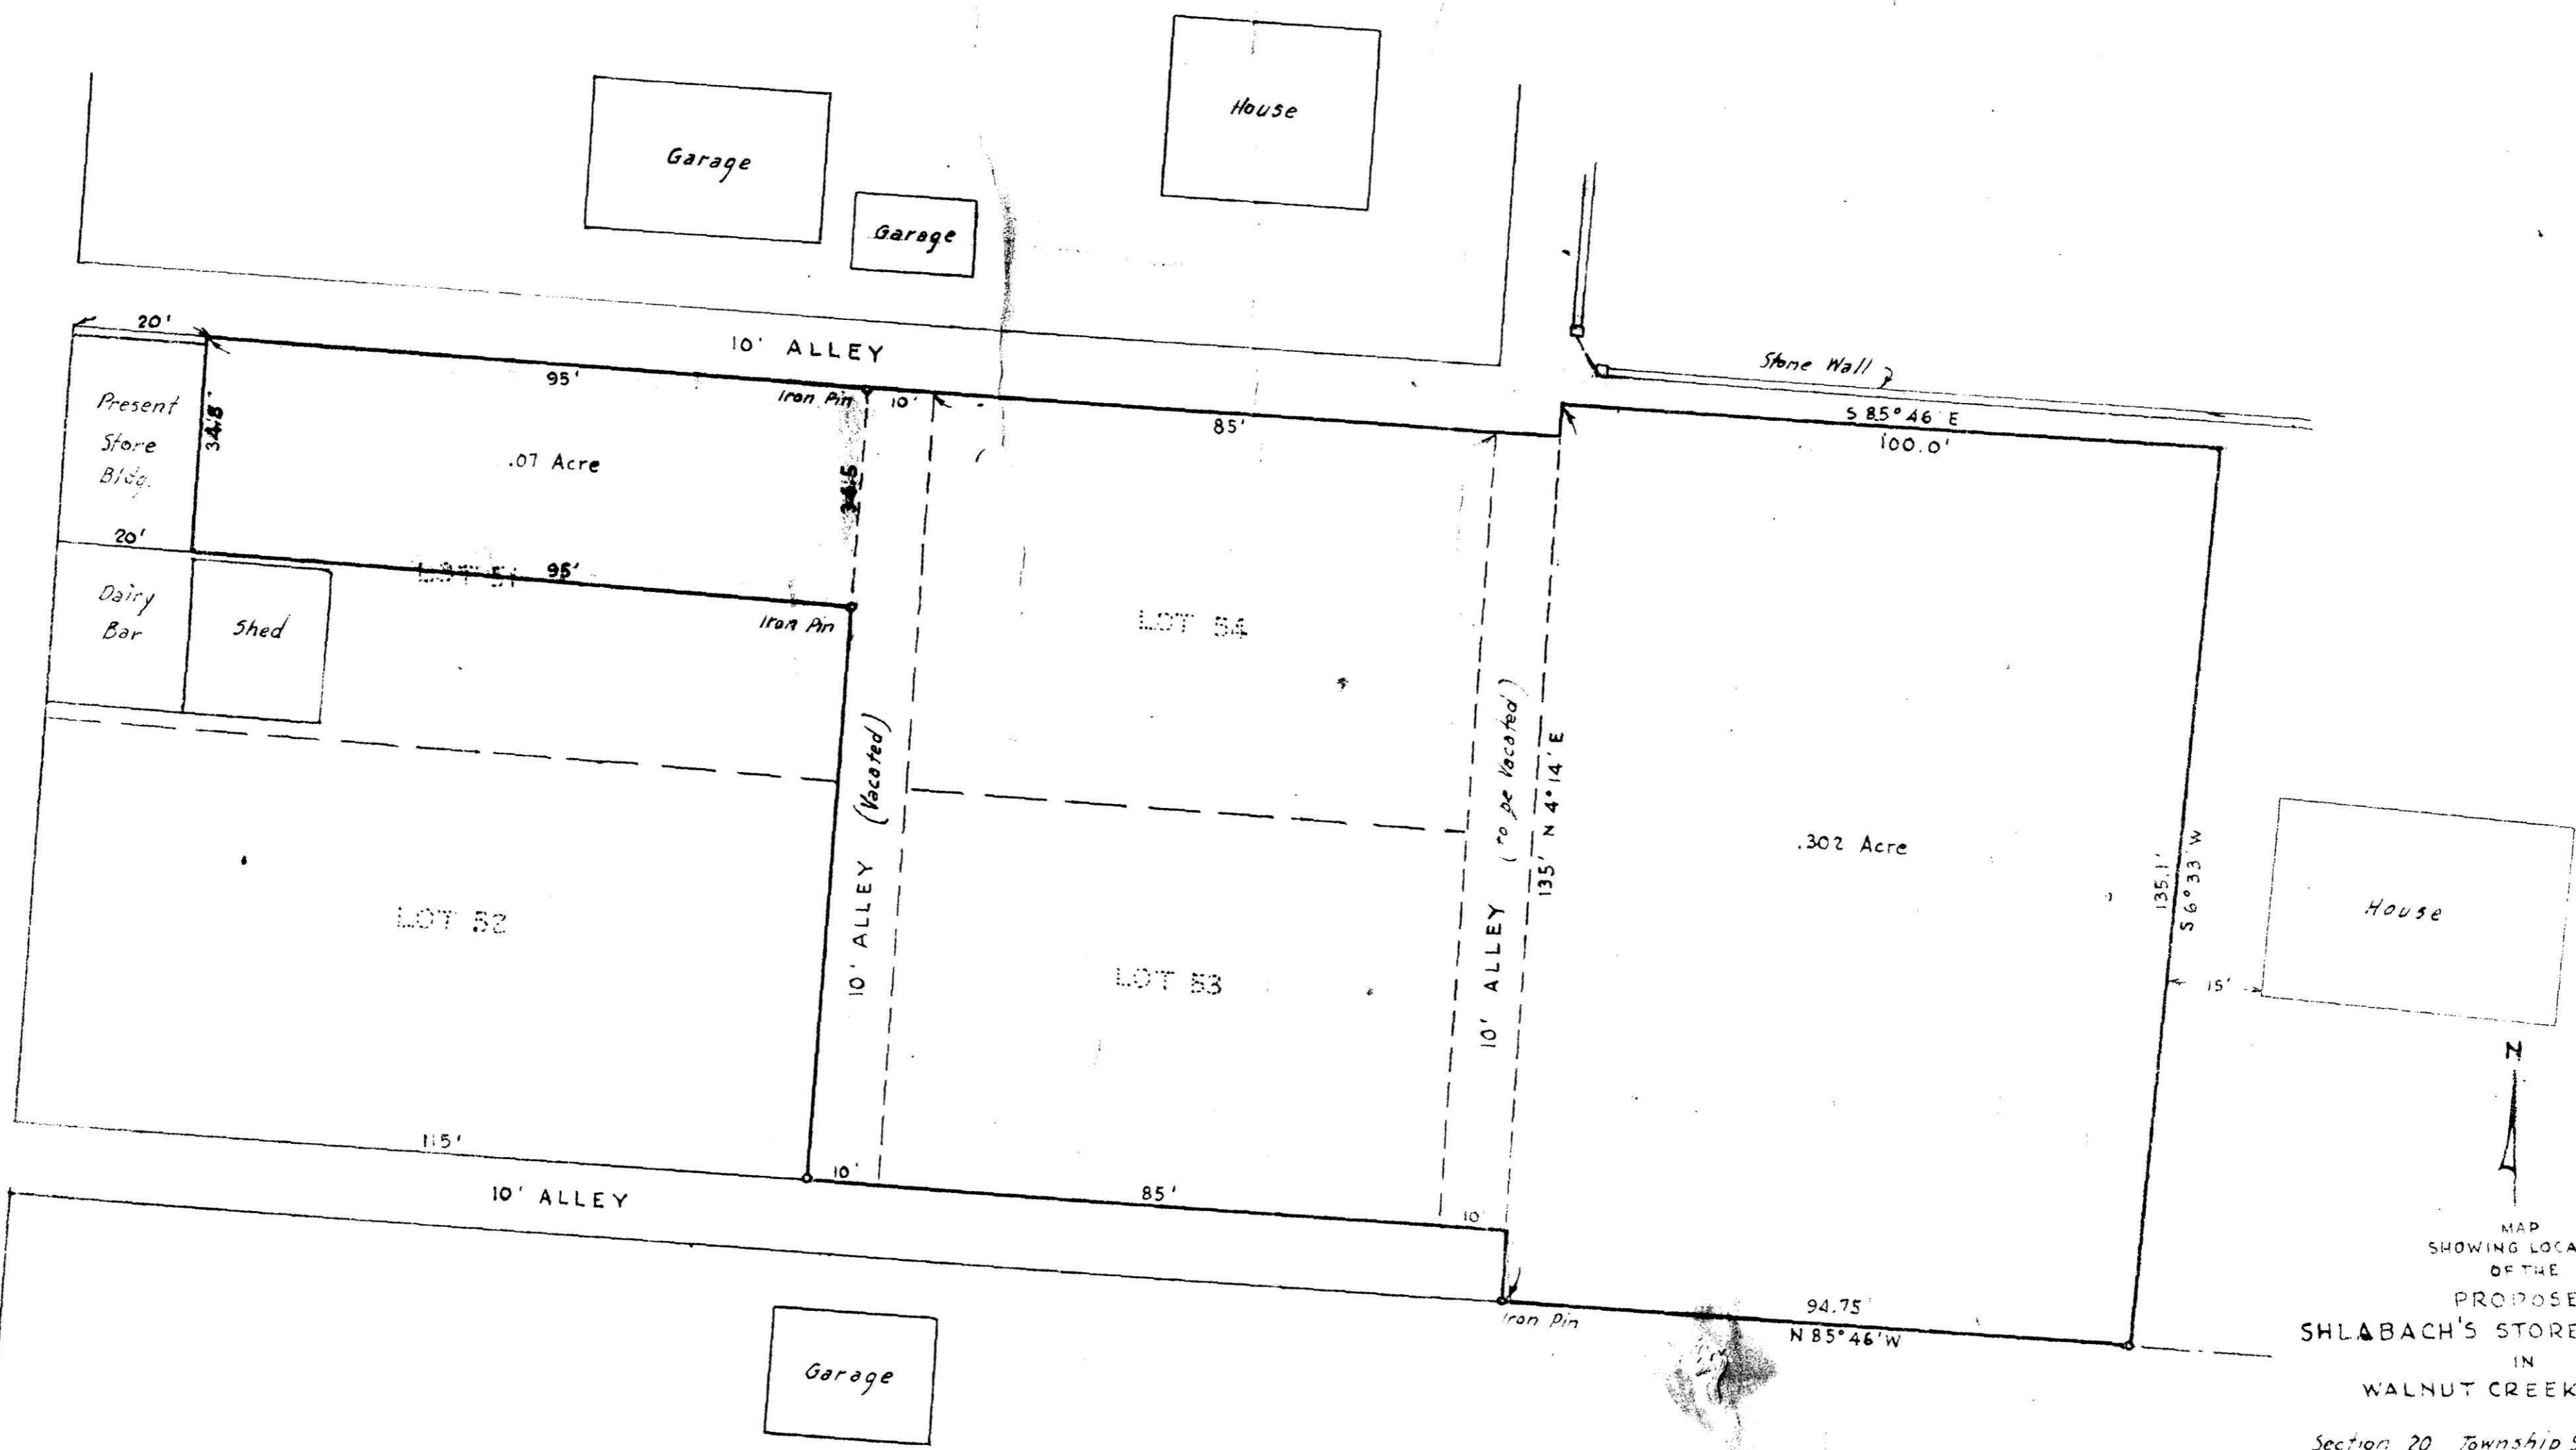 House
Garage
Garage
20'
10' ALLEY
Stone Wall
95'
Iron Pin
10'
85'
S 85° 46' E
100.0'
Present
Store
Bldg.
.07 Acre
20'
95'
Dairy
Bar
Shed
Iron Pin
LOT 54
10' ALLEY (Vacated)
10' ALLEY (to be Vacated)
135' N 4° 14' E
.302 Acre
135.1'
S 6° 33' W
House
15'
LOT 52
LOT 53
N
115'
10'
85'
10'
10' ALLEY
94.75'
N 85° 46' W
Iron Pin
Garage
MAP
SHOWING LOCA
OF THE
PROPOSE
SHLABACH'S STORE
IN
WALNUT CREEK
Section 20 Township